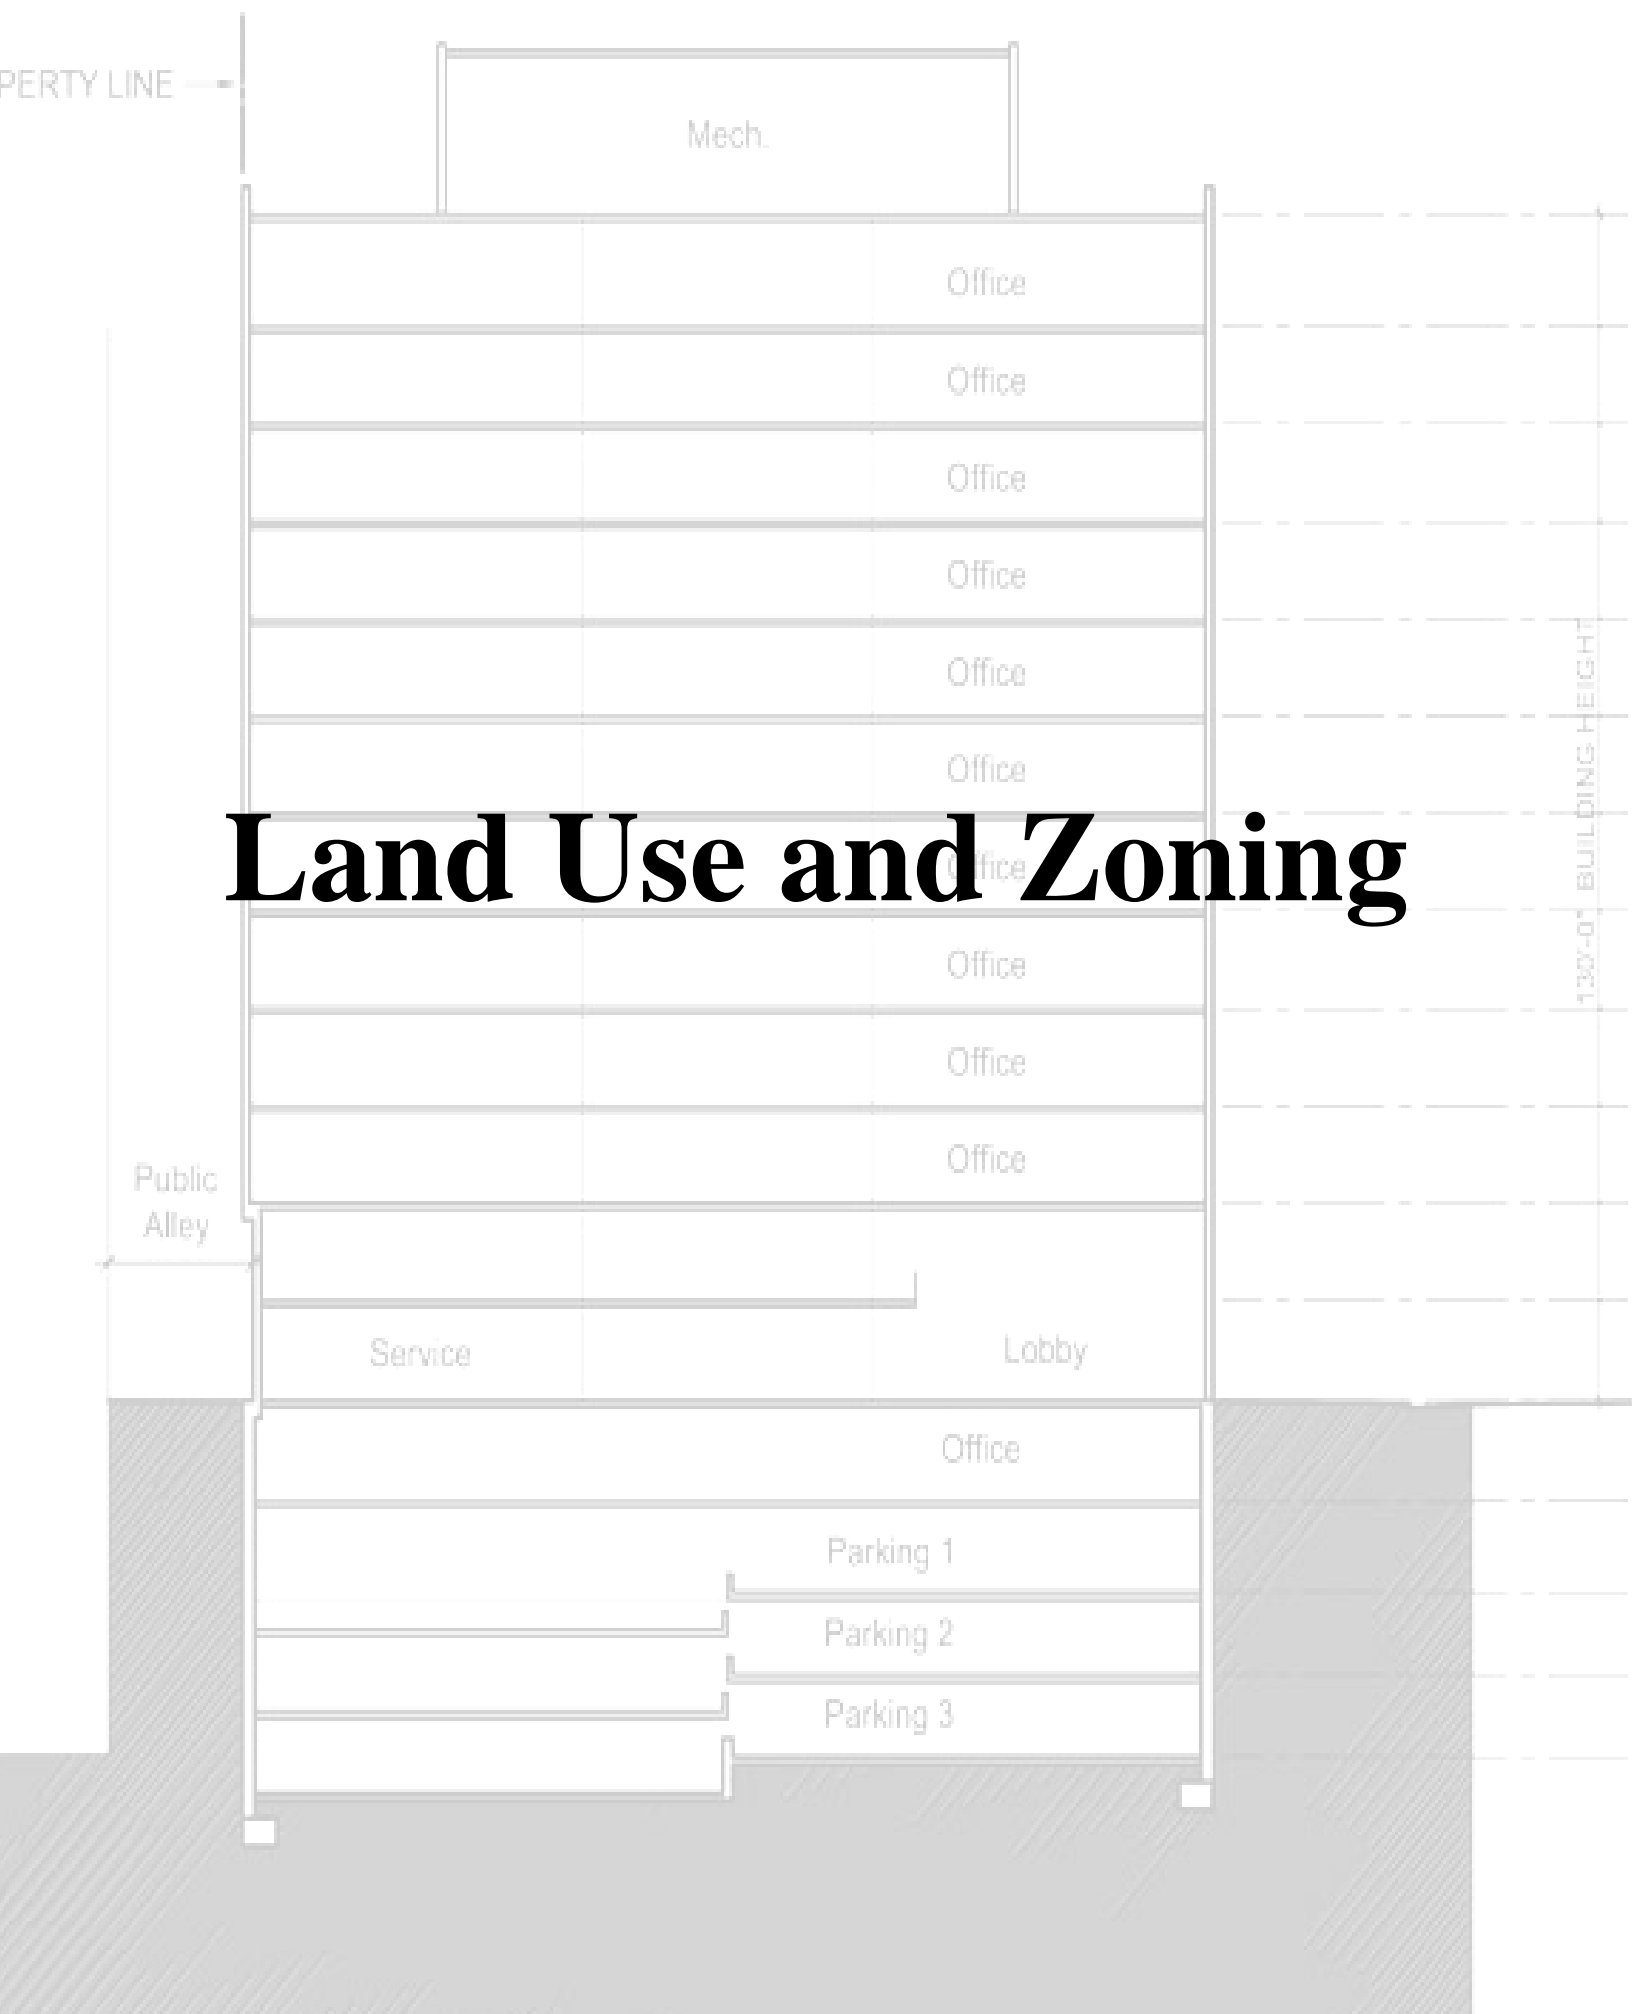 PERTY LINE
Mech.
Office
Office
Office
Office
Office
Office
Land Use and Zoning
Office
Office
Office
Office
130'-0" BUILDING HEIGHT
Public
Alley
Service
Lobby
Office
Parking 1
Parking 2
Parking 3